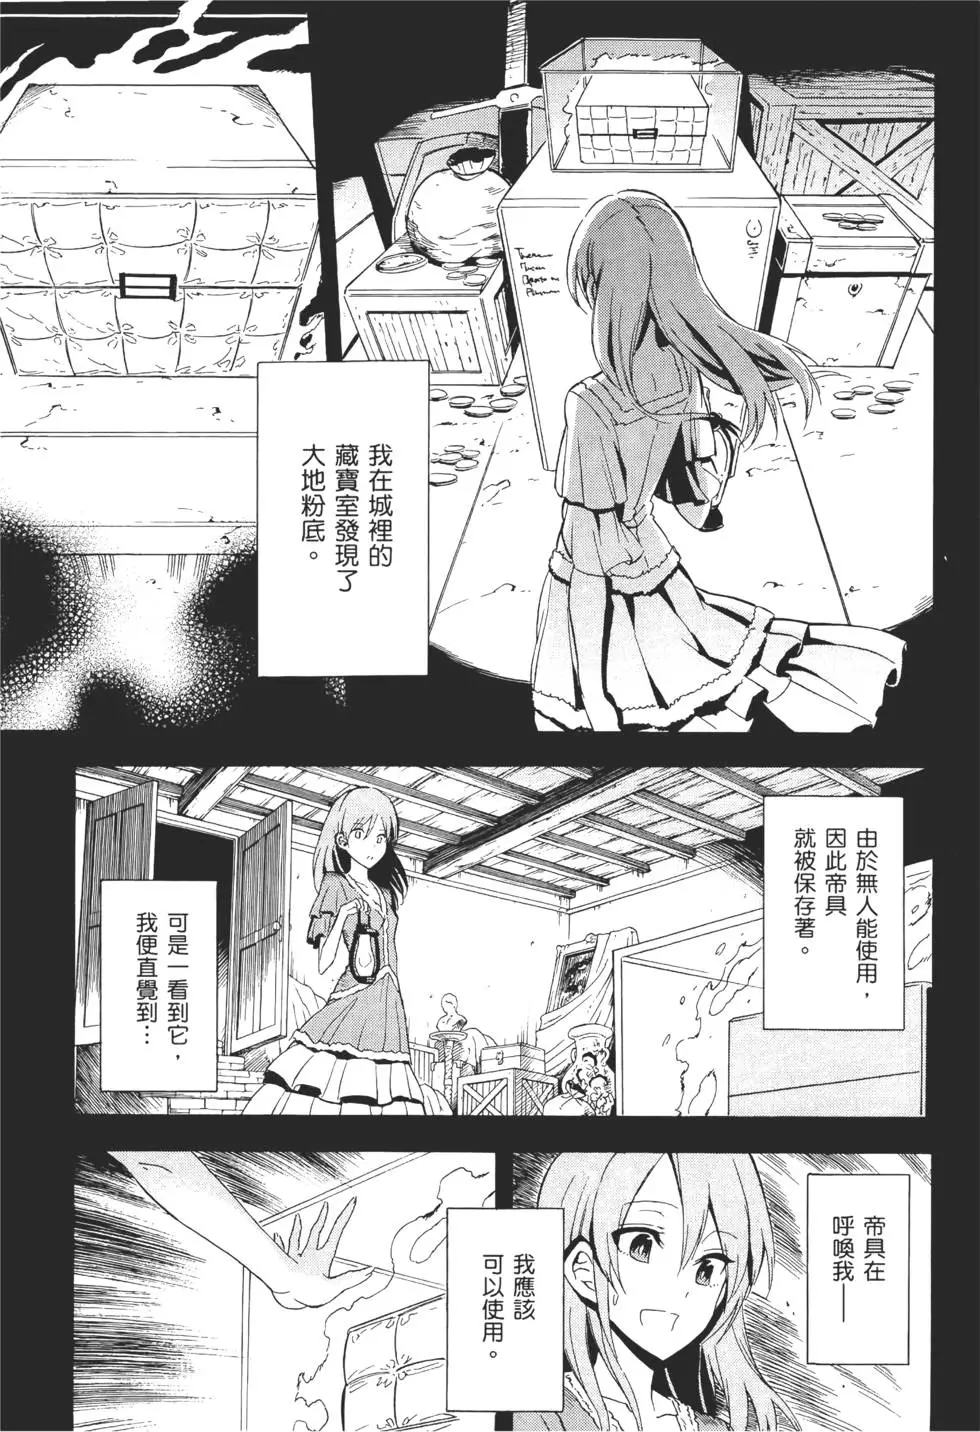 我在城裡的
藏寶室發現了
大地粉底。
由於無人能使用，
因此帝具
就被保存著。
可是一看到它，
我便直覺到…
帝具在
呼喚我——
我應該
可以使用。